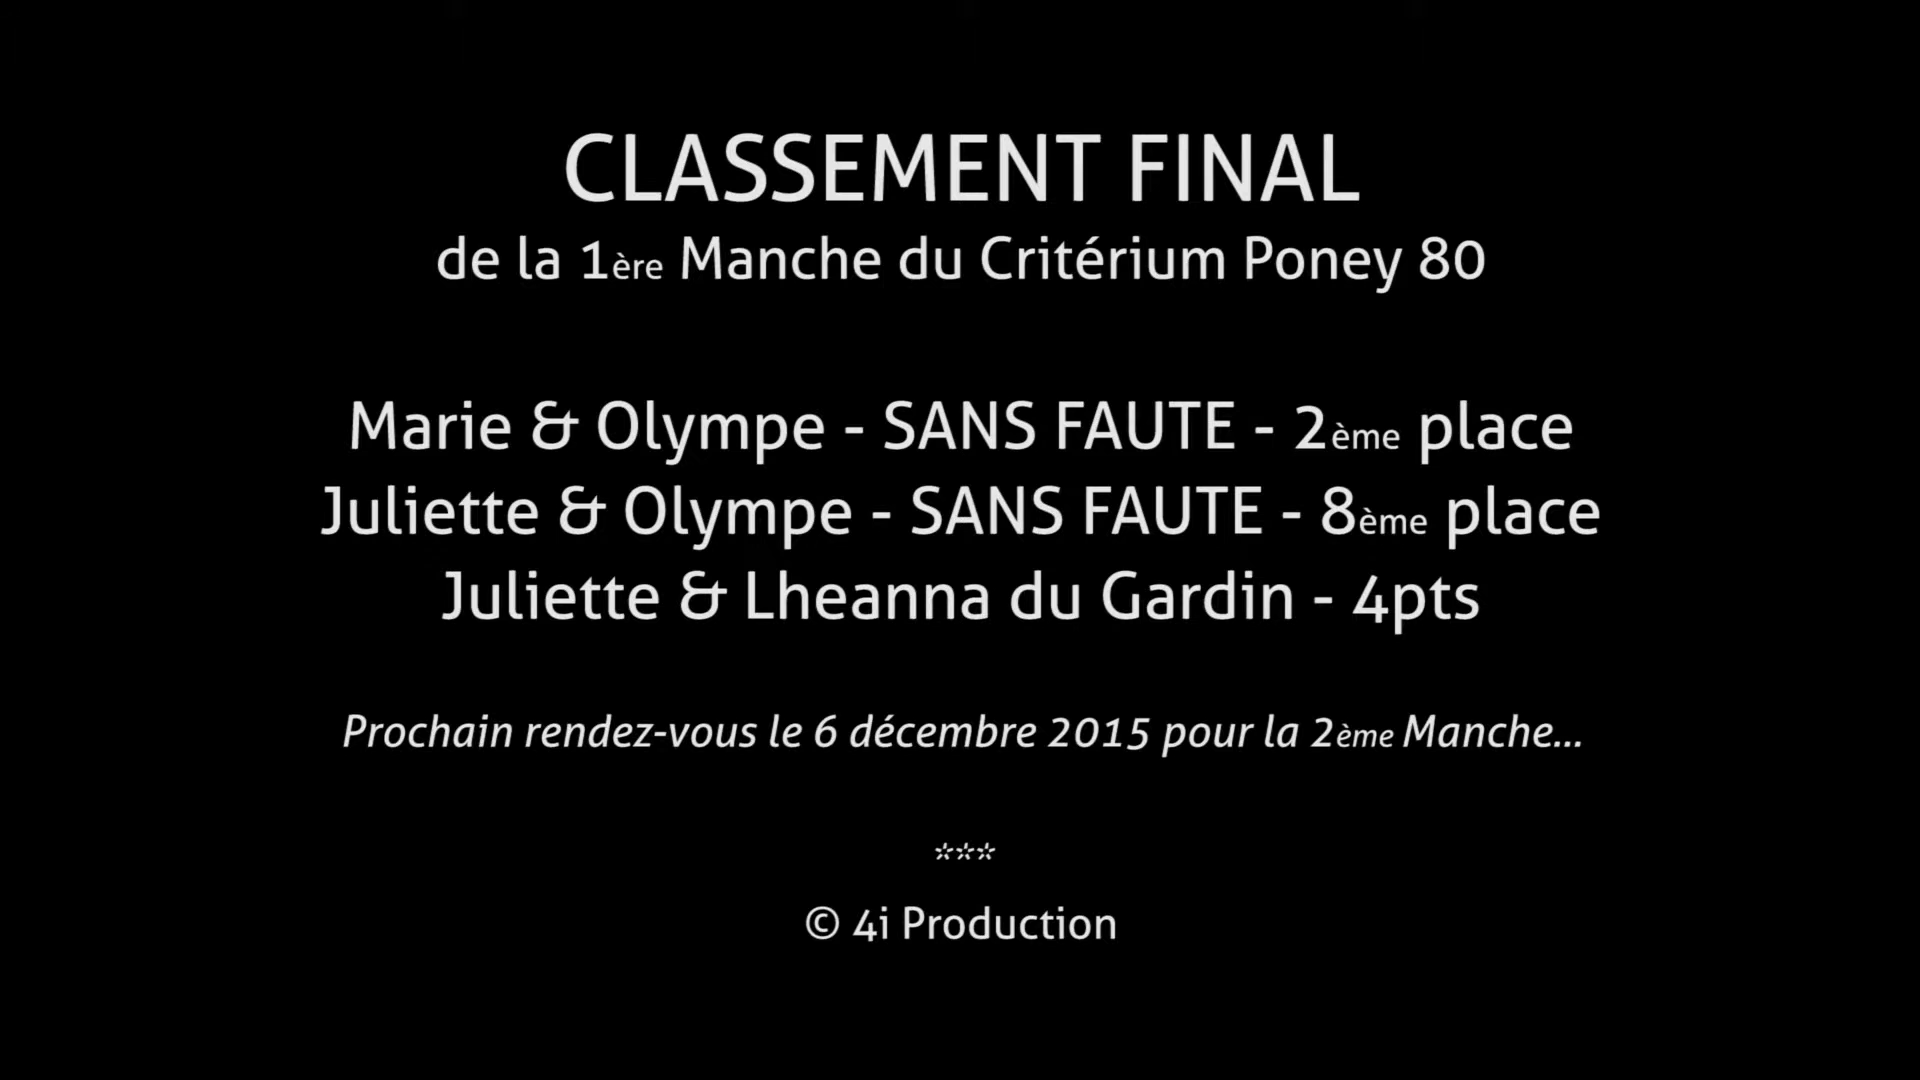 CLASSEMENT FINAL
de la 1ère Manche du Critérium Poney 80
Marie & Olympe - SANS FAUTE - 2ème place
Juliette & Olympe - SANS FAUTE - 8ème place
Juliette & Lheanna du Gardin - 4pts
Prochain rendez-vous le 6 décembre 2015 pour la 2ème Manche...
***
© 4i Production